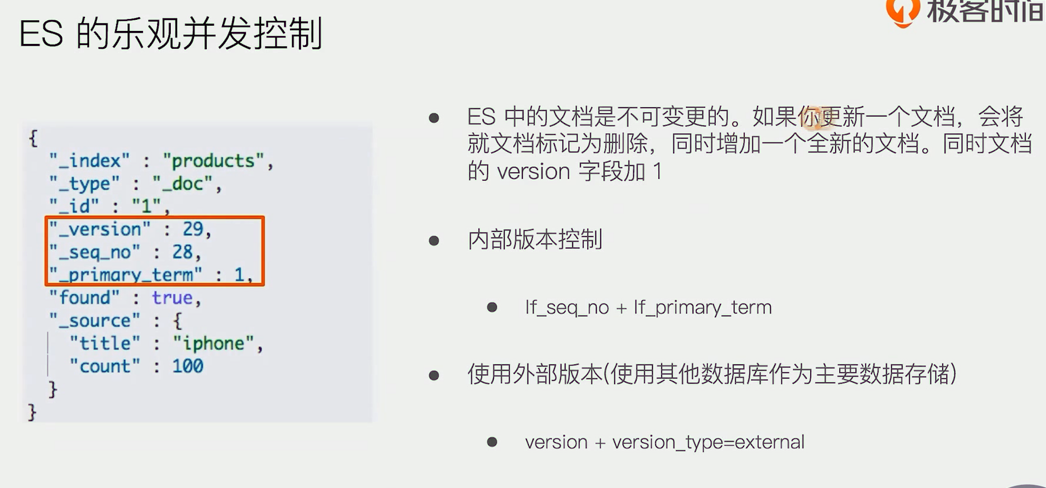 ES 的乐观并发控制
极客时间
{
"_index" : "products",
"_type" : "_doc",
"_id" : "1",
"_version" : 29,
"_seq_no" : 28,
"_primary_term" : 1,
"found" : true,
"_source" : {
"title" : "iphone",
"count" : 100
}
}
● ES 中的文档是不可变更的。如果你更新一个文档，会将
就文档标记为删除，同时增加一个全新的文档。同时文档
的 version 字段加 1
● 内部版本控制
● If_seq_no + If_primary_term
● 使用外部版本(使用其他数据库作为主要数据存储)
● version + version_type=external